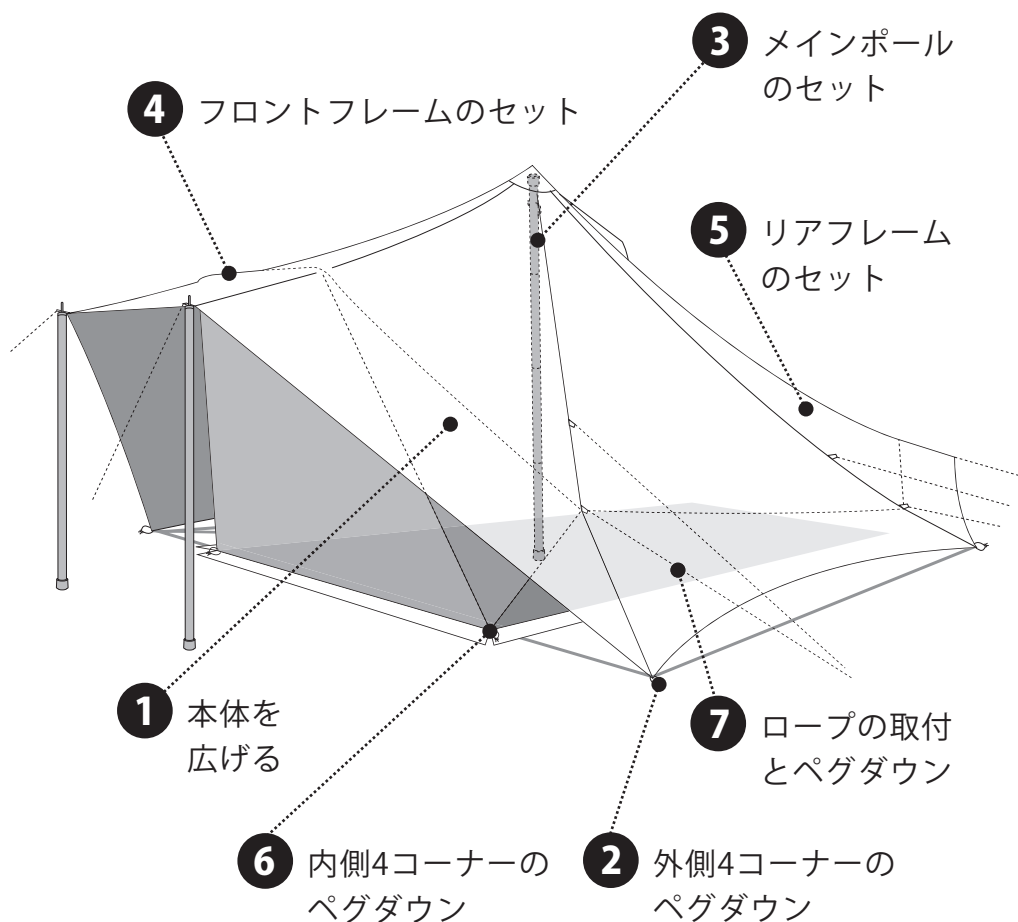 3 メインポール
のセット
4 フロントフレームのセット
5 リアフレーム
のセット
1 本体を
広げる
7 ロープの取付
とペグダウン
6 内側4コーナーの
ペグダウン
2 外側4コーナーの
ペグダウン